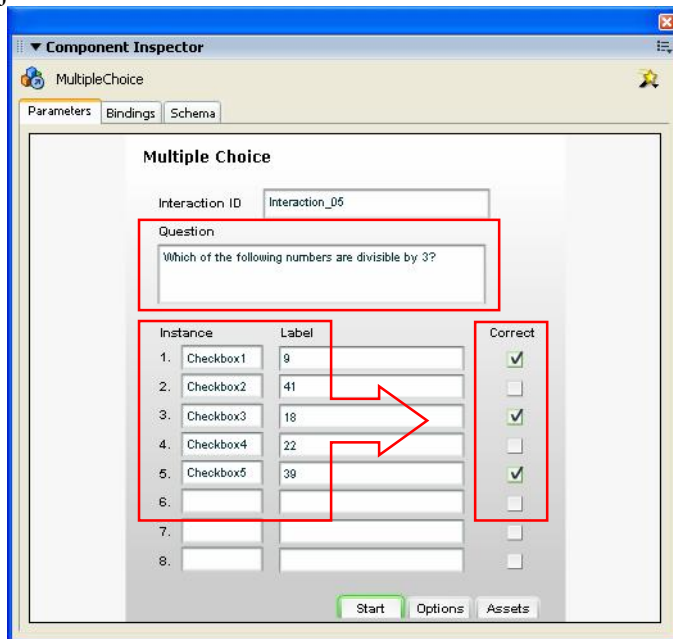 Component Inspector
MultipleChoice
Parameters Bindings Schema
Multiple Choice
Interaction ID Interaction_05
Question
Which of the following numbers are divisible by 3?
Instance Label Correct
1. Checkbox1 9
2. Checkbox2 41
3. Checkbox3 18
4. Checkbox4 22
5. Checkbox5 39
6.
7.
8.
Start Options Assets